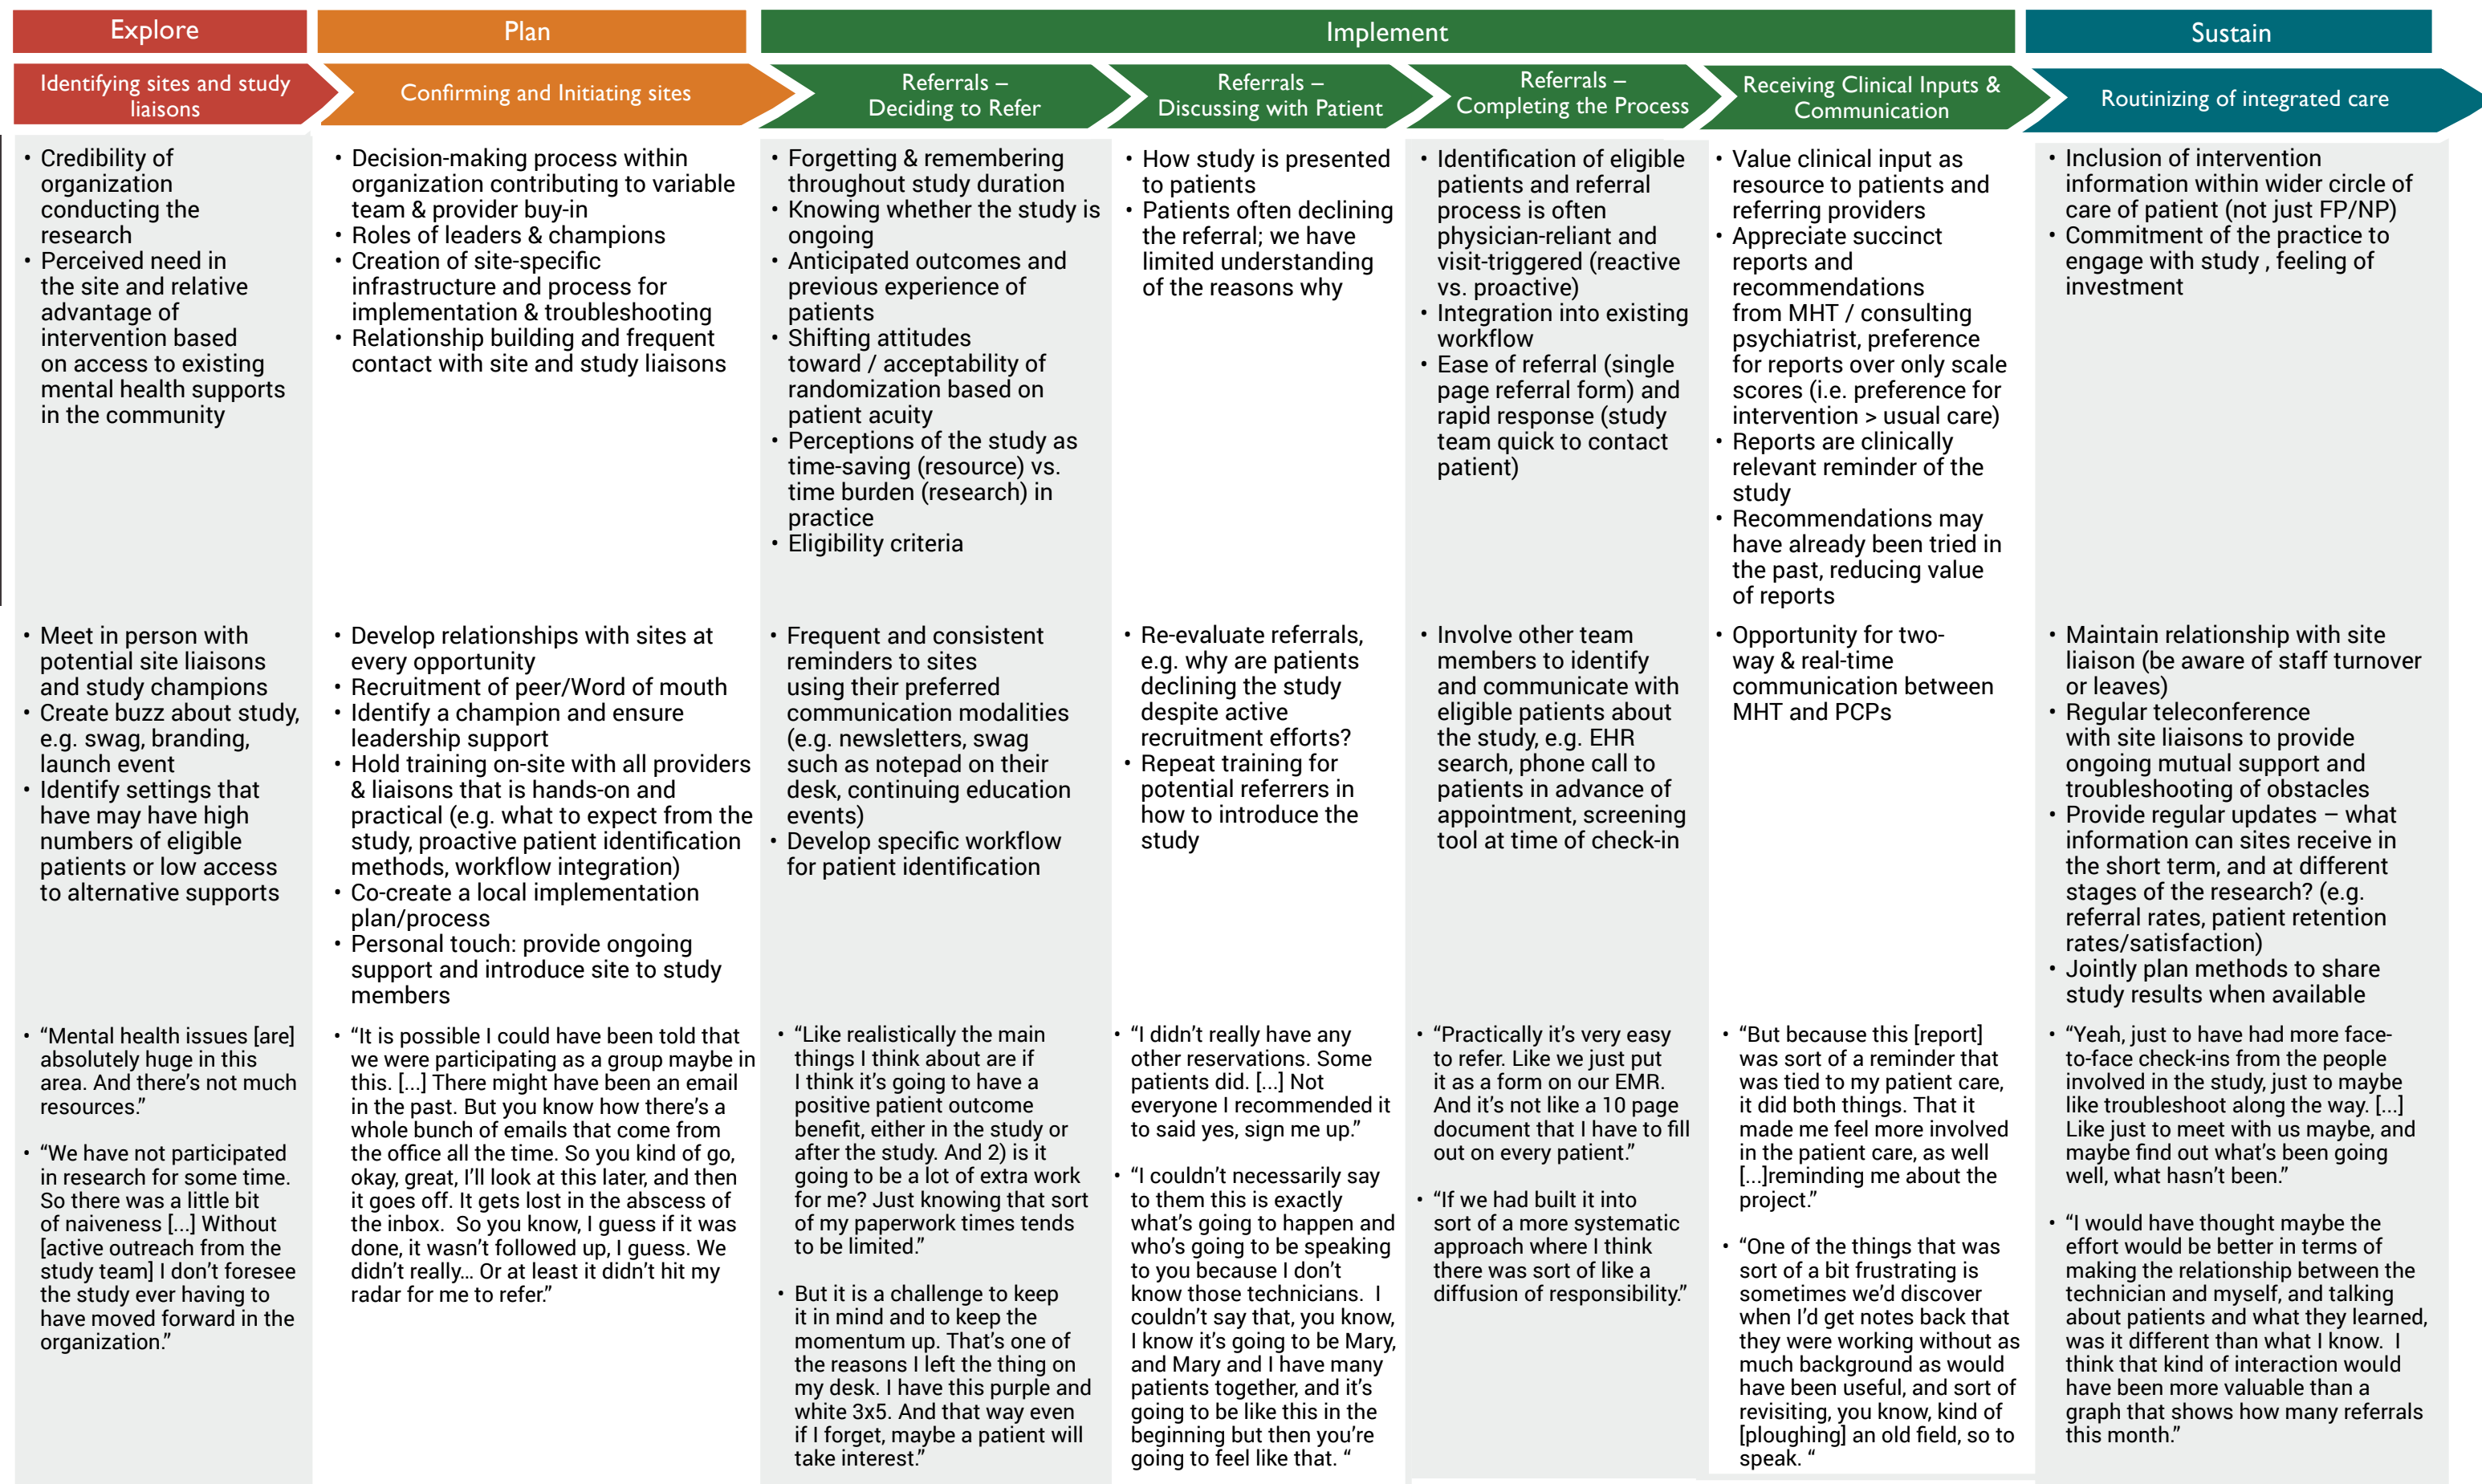 Explore
Plan
Implement
Sustain
Identifying sites and study
liaisons
Confirming and Initiating sites
Referrals –
Deciding to Refer
Referrals –
Discussing with Patient
Referrals –
Completing the Process
Receiving Clinical Inputs &
Communication
Routinizing of integrated care
• Credibility of
organization
conducting the
research
• Perceived need in
the site and relative
advantage of
intervention based
on access to existing
mental health supports
in the community
• Decision-making process within
organization contributing to variable
team & provider buy-in
• Roles of leaders & champions
• Creation of site-specific
infrastructure and process for
implementation & troubleshooting
• Relationship building and frequent
contact with site and study liaisons
• Forgetting & remembering
throughout study duration
• Knowing whether the study is
ongoing
• Anticipated outcomes and
previous experience of
patients
• Shifting attitudes
toward / acceptability of
randomization based on
patient acuity
• Perceptions of the study as
time-saving (resource) vs.
time burden (research) in
practice
• Eligibility criteria
• How study is presented
to patients
• Patients often declining
the referral; we have
limited understanding
of the reasons why
• Identification of eligible
patients and referral
process is often
physician-reliant and
visit-triggered (reactive
vs. proactive)
• Integration into existing
workflow
• Ease of referral (single
page referral form) and
rapid response (study
team quick to contact
patient)
• Value clinical input as
resource to patients and
referring providers
• Appreciate succinct
reports and
recommendations
from MHT / consulting
psychiatrist, preference
for reports over only scale
scores (i.e. preference for
intervention > usual care)
• Reports are clinically
relevant reminder of the
study
• Recommendations may
have already been tried in
the past, reducing value
of reports
• Inclusion of intervention
information within wider circle of
care of patient (not just FP/NP)
• Commitment of the practice to
engage with study , feeling of
investment
• Meet in person with
potential site liaisons
and study champions
• Create buzz about study,
e.g. swag, branding,
launch event
• Identify settings that
have may have high
numbers of eligible
patients or low access
to alternative supports
• Develop relationships with sites at
every opportunity
• Recruitment of peer/Word of mouth
• Identify a champion and ensure
leadership support
• Hold training on-site with all providers
& liaisons that is hands-on and
practical (e.g. what to expect from the
study, proactive patient identification
methods, workflow integration)
• Co-create a local implementation
plan/process
• Personal touch: provide ongoing
support and introduce site to study
members
• Frequent and consistent
reminders to sites
using their preferred
communication modalities
(e.g. newsletters, swag
such as notepad on their
desk, continuing education
events)
• Develop specific workflow
for patient identification
• Re-evaluate referrals,
e.g. why are patients
declining the study
despite active
recruitment efforts?
• Repeat training for
potential referrers in
how to introduce the
study
• Involve other team
members to identify
and communicate with
eligible patients about
the study, e.g. EHR
search, phone call to
patients in advance of
appointment, screening
tool at time of check-in
• Opportunity for two-
way & real-time
communication between
MHT and PCPs
• Maintain relationship with site
liaison (be aware of staff turnover
or leaves)
• Regular teleconference
with site liaisons to provide
ongoing mutual support and
troubleshooting of obstacles
• Provide regular updates – what
information can sites receive in
the short term, and at different
stages of the research? (e.g.
referral rates, patient retention
rates/satisfaction)
• Jointly plan methods to share
study results when available
• “Mental health issues [are]
absolutely huge in this
area. And there’s not much
resources.”
• “We have not participated
in research for some time.
So there was a little bit
of naiveness [...] Without
[active outreach from the
study team] I don’t foresee
the study ever having to
have moved forward in the
organization.”
• “It is possible I could have been told that
we were participating as a group maybe in
this. [...] There might have been an email
in the past. But you know how there’s a
whole bunch of emails that come from
the office all the time. So you kind of go,
okay, great, I’ll look at this later, and then
it goes off. It gets lost in the abscess of
the inbox. So you know, I guess if it was
done, it wasn’t followed up, I guess. We
didn’t really… Or at least it didn’t hit my
radar for me to refer.”
• “Like realistically the main
things I think about are if
I think it’s going to have a
positive patient outcome
benefit, either in the study or
after the study. And 2) is it
going to be a lot of extra work
for me? Just knowing that sort
of my paperwork times tends
to be limited.”
• But it is a challenge to keep
it in mind and to keep the
momentum up. That’s one of
the reasons I left the thing on
my desk. I have this purple and
white 3x5. And that way even
if I forget, maybe a patient will
take interest.”
• “I didn’t really have any
other reservations. Some
patients did. [...] Not
everyone I recommended it
to said yes, sign me up.”
• “I couldn’t necessarily say
to them this is exactly
what’s going to happen and
who’s going to be speaking
to you because I don’t
know those technicians. I
couldn’t say that, you know,
I know it’s going to be Mary,
and Mary and I have many
patients together, and it’s
going to be like this in the
beginning but then you’re
going to feel like that. “
• “Practically it’s very easy
to refer. Like we just put
it as a form on our EMR.
And it’s not like a 10 page
document that I have to fill
out on every patient.”
• “If we had built it into
sort of a more systematic
approach where I think
there was sort of like a
diffusion of responsibility.”
• “But because this [report]
was sort of a reminder that
was tied to my patient care,
it did both things. That it
made me feel more involved
in the patient care, as well
[...]reminding me about the
project.”
• “One of the things that was
sort of a bit frustrating is
sometimes we’d discover
when I’d get notes back that
they were working without as
much background as would
have been useful, and sort of
revisiting, you know, kind of
[ploughing] an old field, so to
speak. “
• “Yeah, just to have had more face-
to-face check-ins from the people
involved in the study, just to maybe
like troubleshoot along the way. [...]
Like just to meet with us maybe, and
maybe find out what’s been going
well, what hasn’t been.”
• “I would have thought maybe the
effort would be better in terms of
making the relationship between the
technician and myself, and talking
about patients and what they learned,
was it different than what I know. I
think that kind of interaction would
have been more valuable than a
graph that shows how many referrals
this month.”